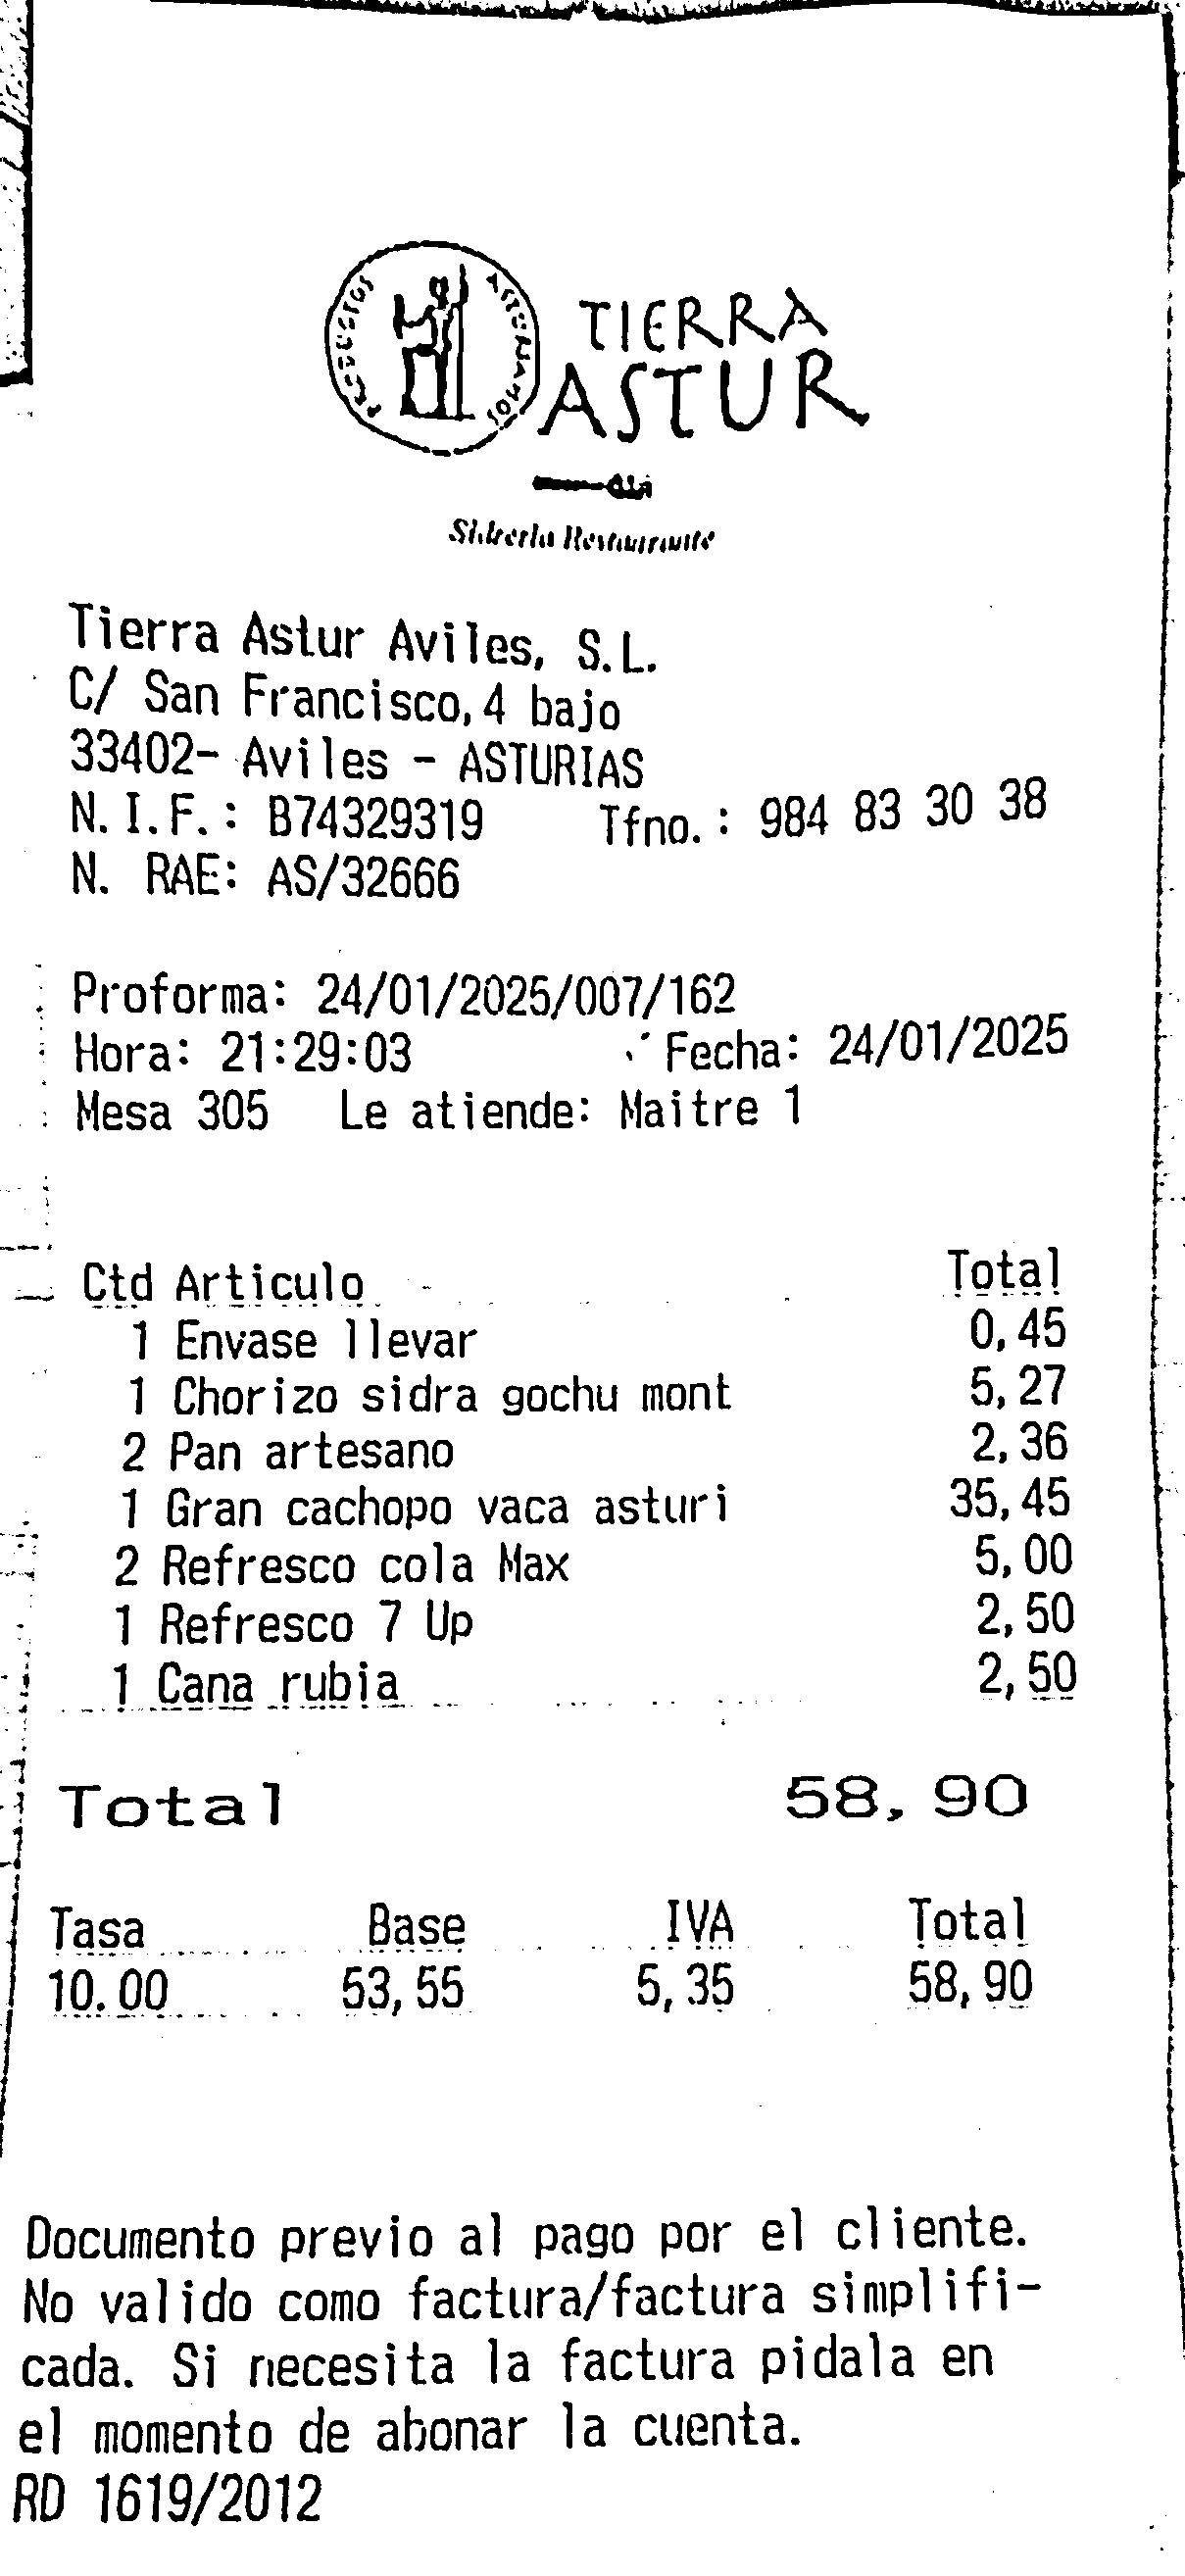 TIERRA
ASTUR
Sidrería Restaurante
Tierra Astur Aviles, S.L.
C/ San Francisco,4 bajo
33402- Aviles - ASTURIAS
N.I.F.: B74329319 Tfno.: 984 83 30 38
N. RAE: AS/32666
Proforma: 24/01/2025/007/162
Hora: 21:29:03 Fecha: 24/01/2025
Mesa 305 Le atiende: Maitre 1
Ctd Articulo Total
1 Envase llevar 0,45
1 Chorizo sidra gochu mont 5,27
2 Pan artesano 2,36
1 Gran cachopo vaca asturi 35,45
2 Refresco cola Max 5,00
1 Refresco 7 Up 2,50
1 Cana rubia 2,50
Total 58,90
Tasa Base IVA Total
10.00 53,55 5,35 58,90
Documento previo al pago por el cliente.
No valido como factura/factura simplifi-
cada. Si necesita la factura pidala en
el momento de abonar la cuenta.
RD 1619/2012